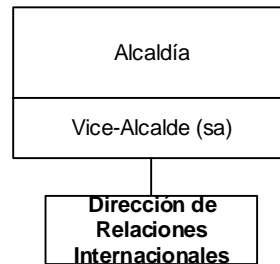 Alcaldía
Vice-Alcalde (sa)
Dirección de
Relaciones
Internacionales